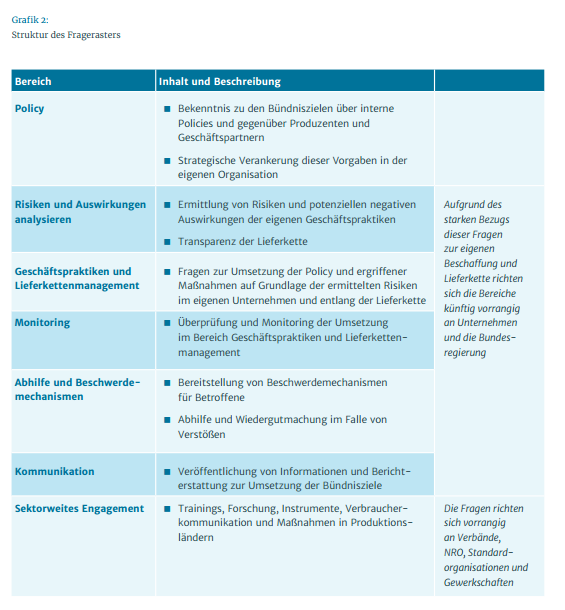 Grafik 2:
Struktur des Fragerasters
Bereich
Inhalt und Beschreibung
Policy
■ Bekenntnis zu den Bündniszielen über interne
Policies und gegenüber Produzenten und
Geschäftspartnern
■ Strategische Verankerung dieser Vorgaben in der
eigenen Organisation
Risiken und Auswirkungen
analysieren
■ Ermittlung von Risiken und potenziellen negativen
Auswirkungen der eigenen Geschäftspraktiken
■ Transparenz der Lieferkette
Aufgrund des
starken Bezugs
dieser Fragen
zur eigenen
Beschaffung und
Lieferkette richten
sich die Bereiche
künftig vorrangig
an Unternehmen
und die Bundes-
regierung
Geschäftspraktiken und
Lieferkettenmanagement
■ Fragen zur Umsetzung der Policy und ergriffener
Maßnahmen auf Grundlage der ermittelten Risiken
im eigenen Unternehmen und entlang der Lieferkette
Monitoring
■ Überprüfung und Monitoring der Umsetzung
im Bereich Geschäftspraktiken und Lieferketten-
management
Abhilfe und Beschwerde-
mechanismen
■ Bereitstellung von Beschwerdemechanismen
für Betroffene
■ Abhilfe und Wiedergutmachung im Falle von
Verstößen
Kommunikation
■ Veröffentlichung von Informationen und Bericht-
erstattung zur Umsetzung der Bündnisziele
Sektorweites Engagement
■ Trainings, Forschung, Instrumente, Verbraucher-
kommunikation und Maßnahmen in Produktions-
ländern
Die Fragen richten
sich vorrangig
an Verbände,
NRO, Standard-
organisationen und
Gewerkschaften